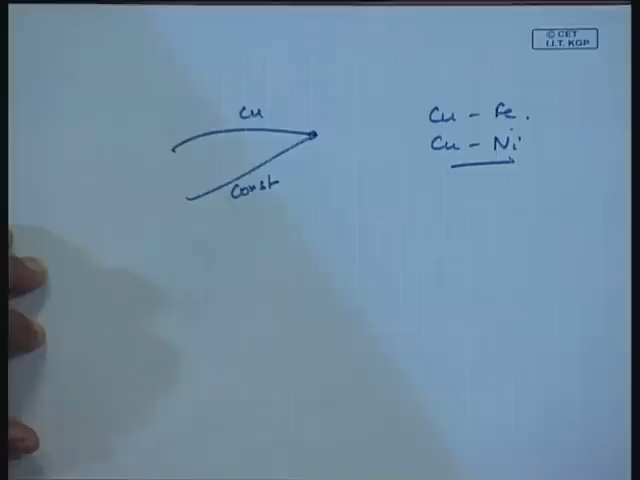 © CET
I.I.T. KGP
Cu
Const
Cu - Fe.
Cu - Ni